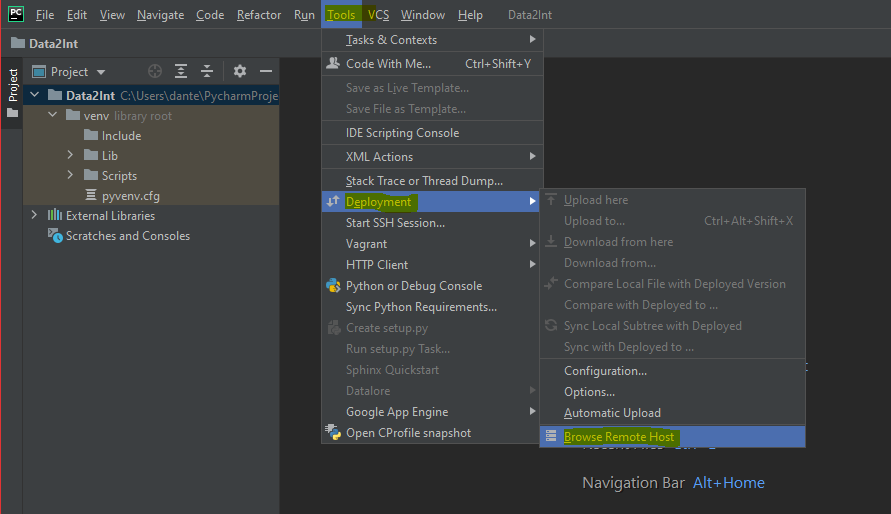 PC File Edit View Navigate Code Refactor Run Tools VCS Window Help Data2Int
Data2Int
Project
Project
Data2Int C:\Users\dante\PycharmProje
venv library root
Include
Lib
Scripts
pyvenv.cfg
External Libraries
Scratches and Consoles
Tasks & Contexts
Code With Me... Ctrl+Shift+Y
Save as Live Template...
Save File as Template...
IDE Scripting Console
XML Actions
Stack Trace or Thread Dump...
Deployment
Start SSH Session...
Vagrant
HTTP Client
Python or Debug Console
Sync Python Requirements...
Create setup.py
Run setup.py Task...
Sphinx Quickstart
Datalore
Google App Engine
Open CProfile snapshot
Upload here
Upload to... Ctrl+Alt+Shift+X
Download from here
Download from...
Compare Local File with Deployed Version
Compare with Deployed to ...
Sync Local Subtree with Deployed
Sync with Deployed to ...
Configuration...
Options...
Automatic Upload
Browse Remote Host
Navigation Bar Alt+Home